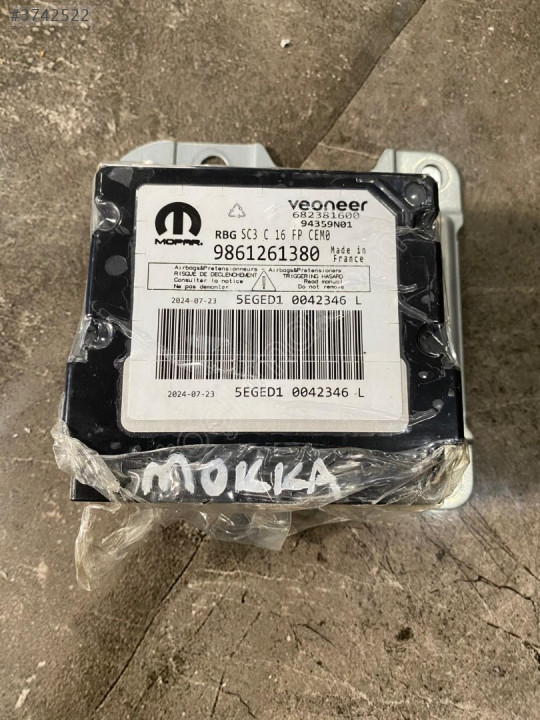 #3742522
veoneer
682381600
94359N01
MOPAR.
RBG SC3 C 16 FP CEM0
9861261380 Made in
France
Airbags&Pretensionneurs
RISQUE DE DECLENCHEMENT
Consulter la notice
Ne pas demonter
Airbags&Pretensioners
TRIGGERING HASARD
Read manual
Do not remove
2024-07-23 5EGED1 0042346 L
2024-07-23 5EGED1 0042346 L
MOKKA